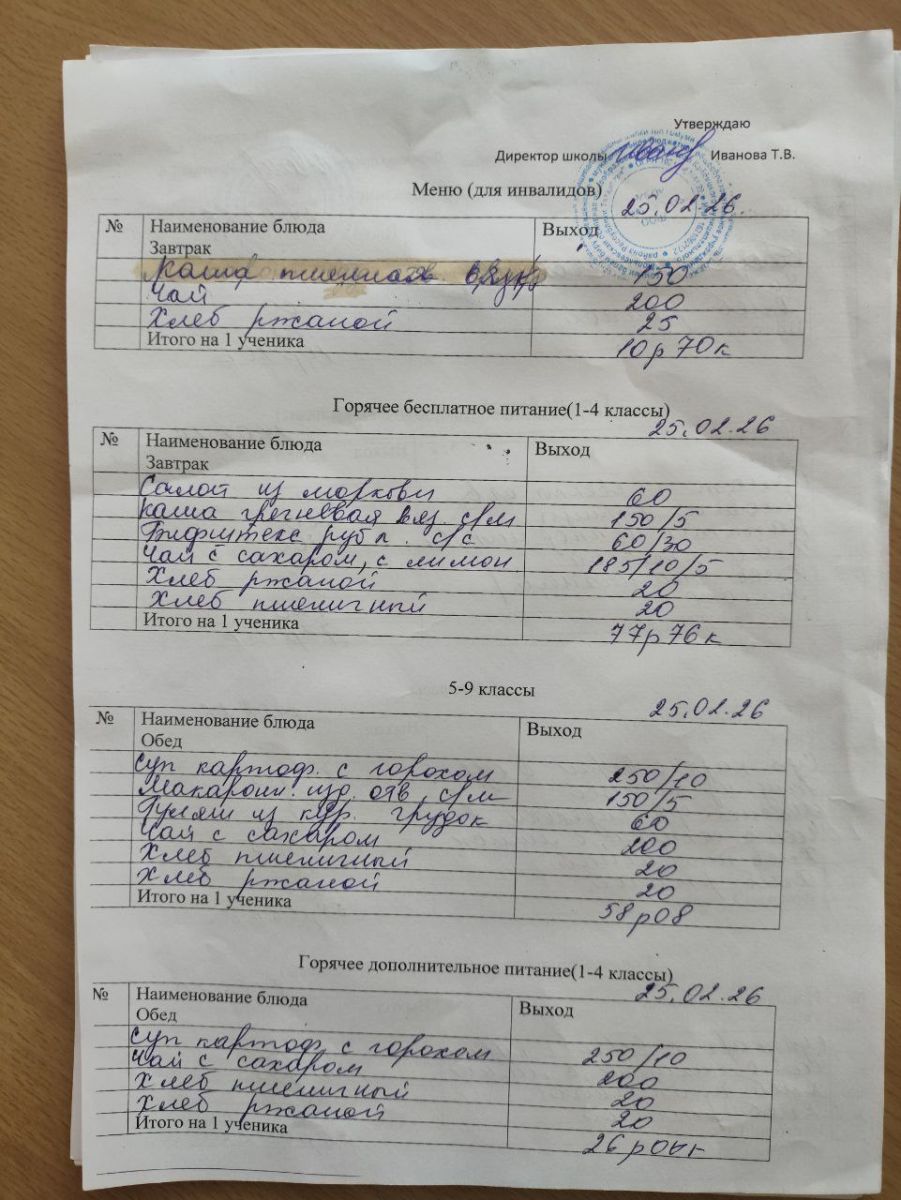 Утверждаю
Директор школы Иванова Т.В.
Меню (для инвалидов)
25.02.26.
№ Наименование блюда Выход
Завтрак
Каша пшенная вязк/ 150
Чай 200
Хлеб ржаной 25
Итого на 1 ученика 10р 70к
Горячее бесплатное питание(1-4 классы)
25.02.26
№ Наименование блюда Выход
Завтрак
Салат из моркови 60
Каша гречневая вяз. с/м 150/5
Бифштекс рубл. с/с 60/30
Чай с сахаром, с лимон 185/10/5
Хлеб ржаной 20
Хлеб пшеничный 20
Итого на 1 ученика 77р 76к
5-9 классы
25.02.26
№ Наименование блюда Выход
Обед
Суп картоф. с горохом 250/10
Макарон. изд. отв. с/м 150/5
Гуляш из кур. грудок 60
Чай с сахаром 200
Хлеб пшеничный 20
Хлеб ржаной 20
Итого на 1 ученика 58р08
Горячее дополнительное питание(1-4 классы)
25.02.26
№ Наименование блюда Выход
Обед
Суп картоф. с горохом 250/10
Чай с сахаром 200
Хлеб пшеничный 20
Хлеб ржаной 20
Итого на 1 ученика